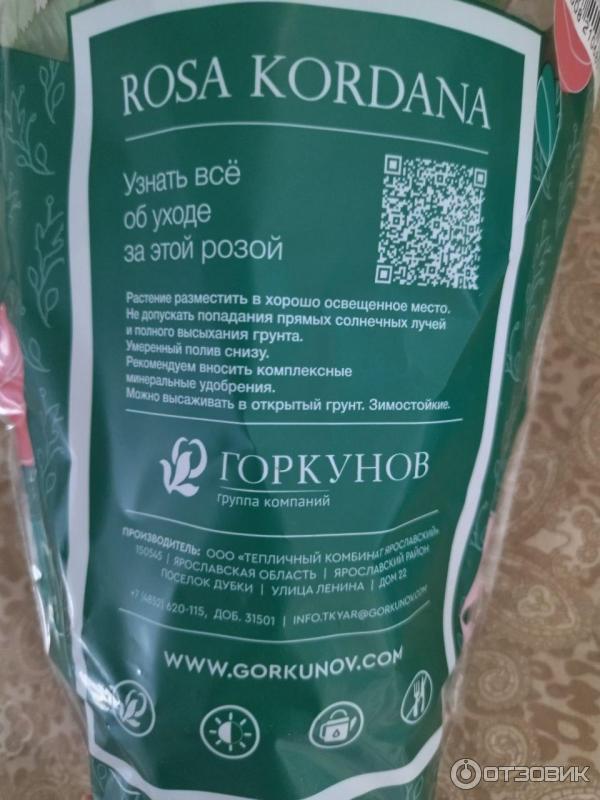 ROSA KORDANA
Узнать всё
об уходе
за этой розой
Растение разместить в хорошо освещенное место.
Не допускать попадания прямых солнечных лучей
и полного высыхания грунта.
Умеренный полив снизу.
Рекомендуем вносить комплексные
минеральные удобрения.
Можно высаживать в открытый грунт. Зимостойкие.
ГОРКУНОВ
группа компаний
ПРОИЗВОДИТЕЛЬ: ООО «ТЕПЛИЧНЫЙ КОМБИНАТ ЯРОСЛАВСКИЙ»
150545 | ЯРОСЛАВСКАЯ ОБЛАСТЬ | ЯРОСЛАВСКИЙ РАЙОН
ПОСЕЛОК ДУБКИ | УЛИЦА ЛЕНИНА | ДОМ 22
+7 (4852) 620-115, ДОБ. 31501 | INFO.TKYAR@GORKUNOV.COM
WWW.GORKUNOV.COM
ОТЗОВИК